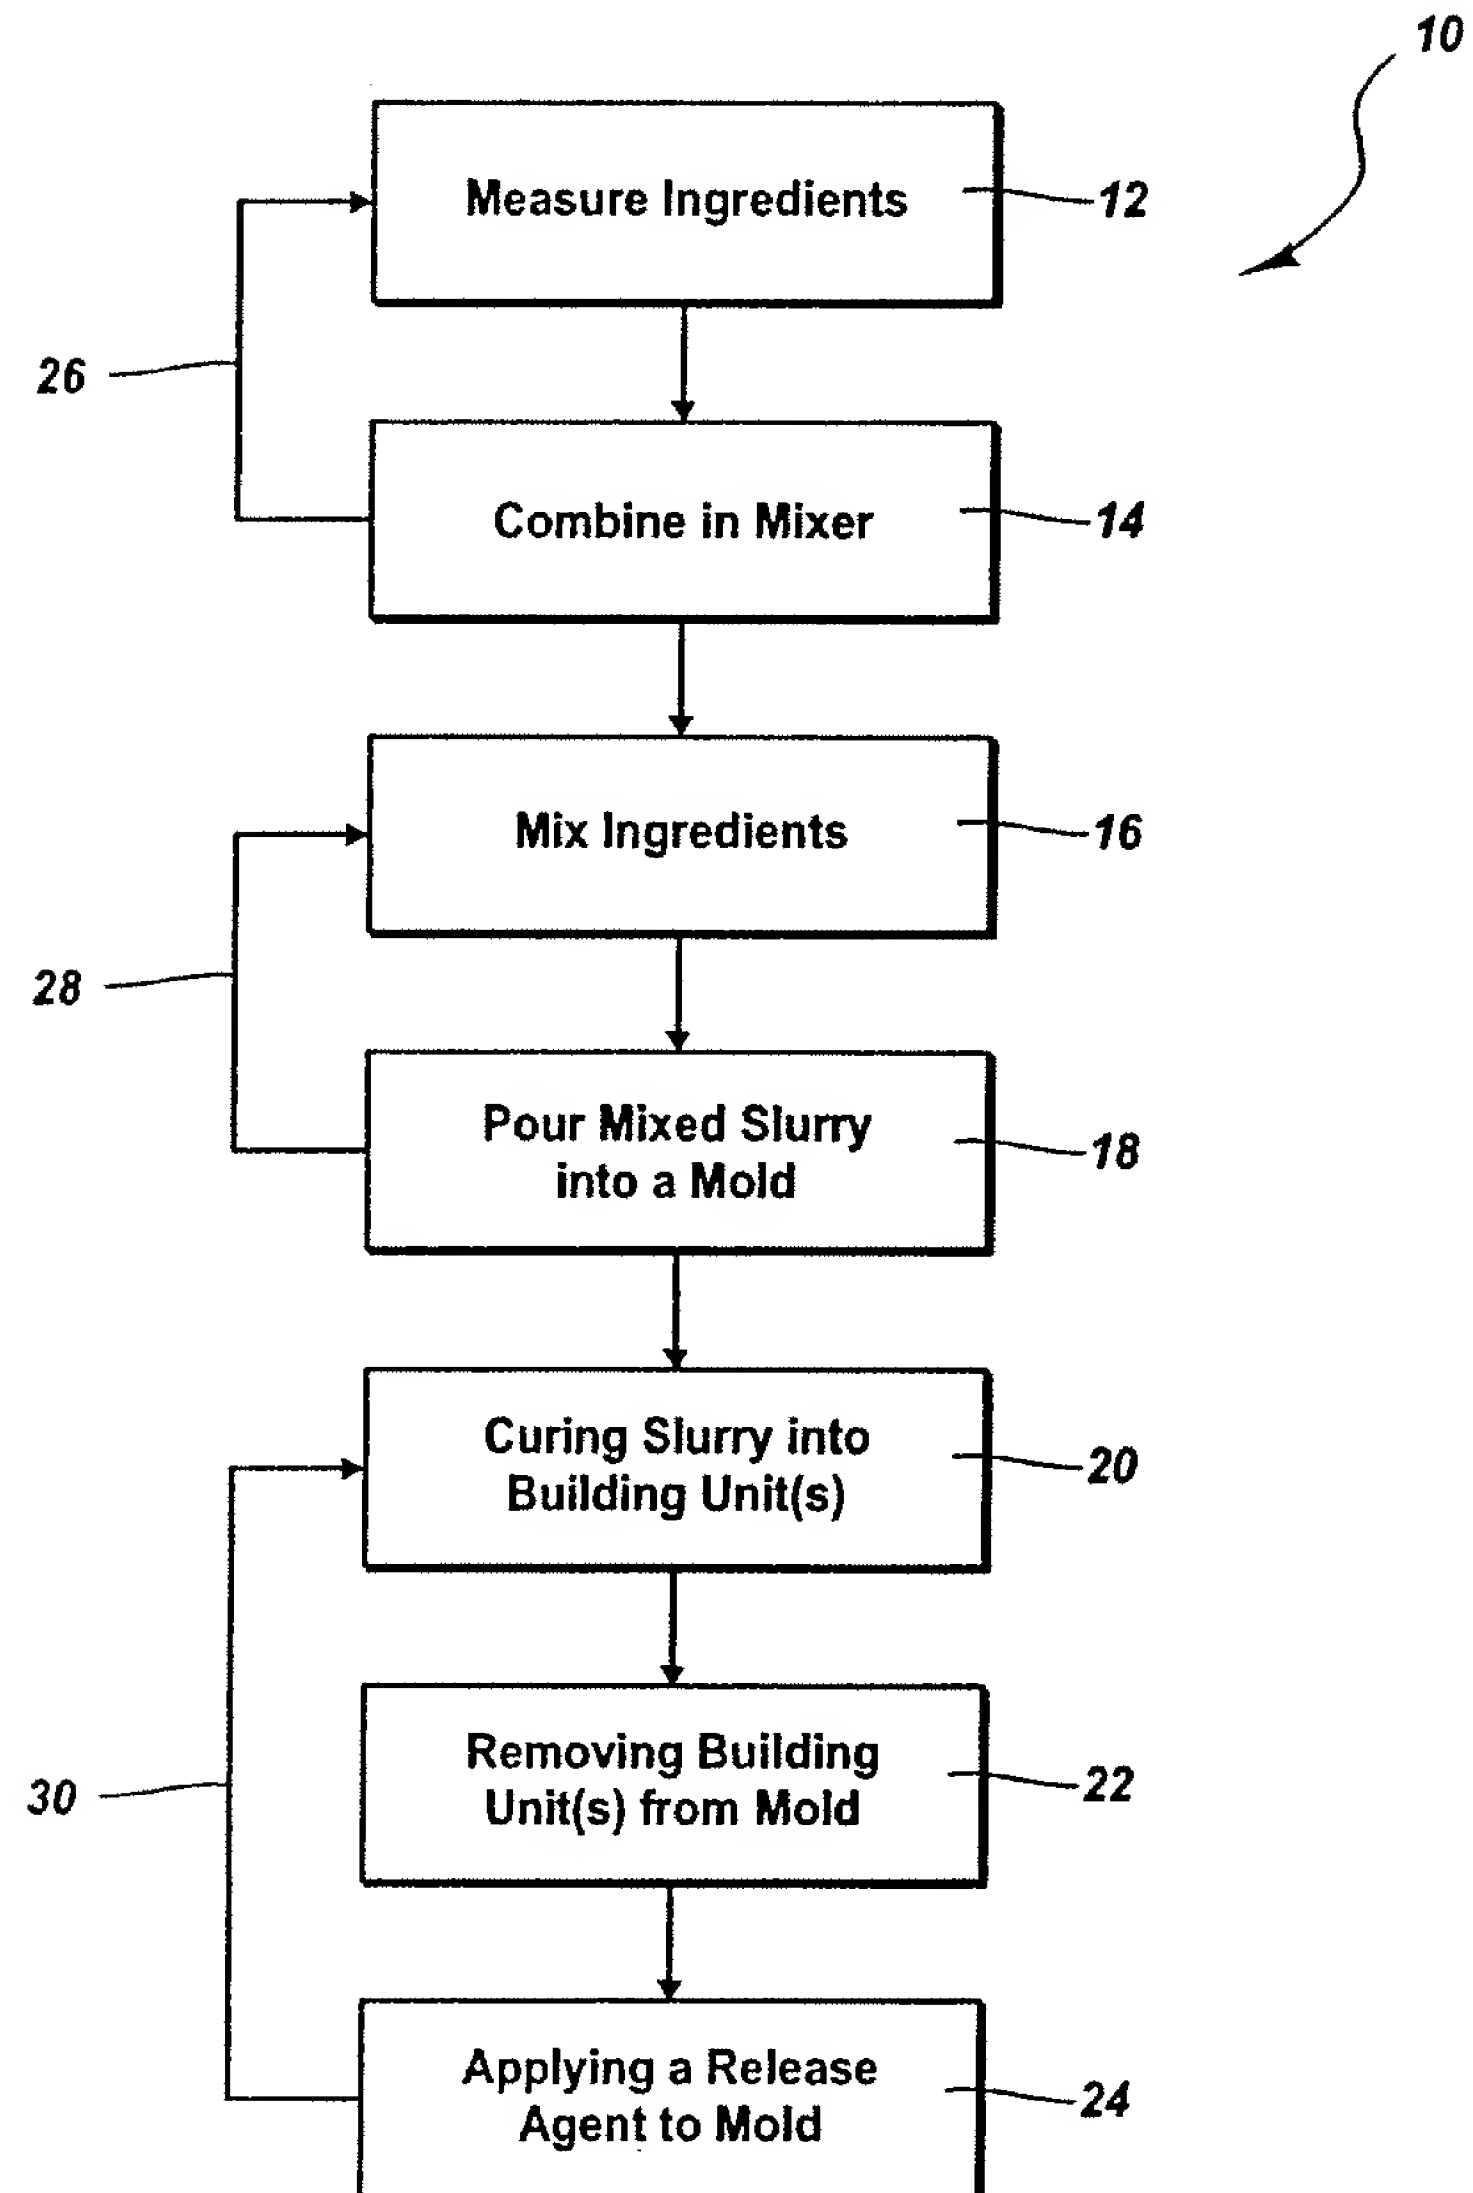 10
Measure Ingredients
12
26
Combine in Mixer
14
Mix Ingredients
16
28
Pour Mixed Slurry
into a Mold
18
Curing Slurry into
Building Unit(s)
20
Removing Building
Unit(s) from Mold
22
30
Applying a Release
Agent to Mold
24